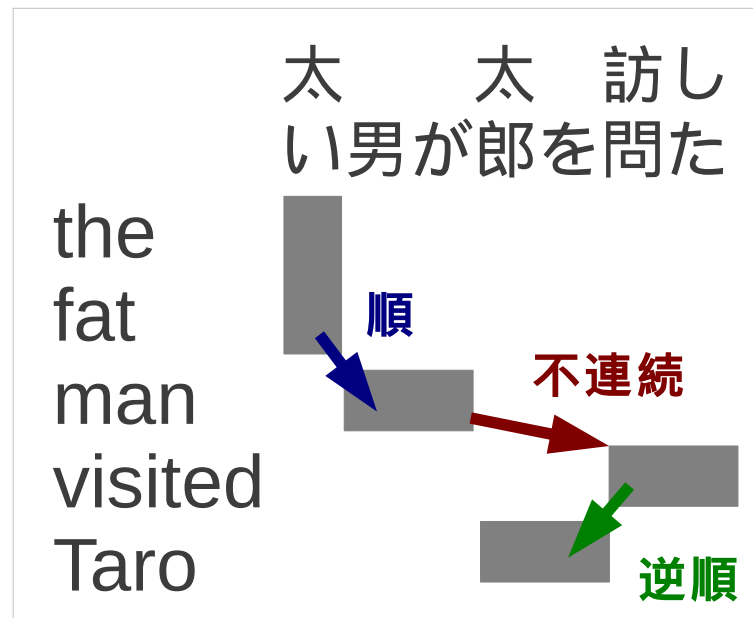 太 太 訪 し
い 男 が 郎 を 問 た
the
fat
man
visited
Taro
順
不連続
逆順